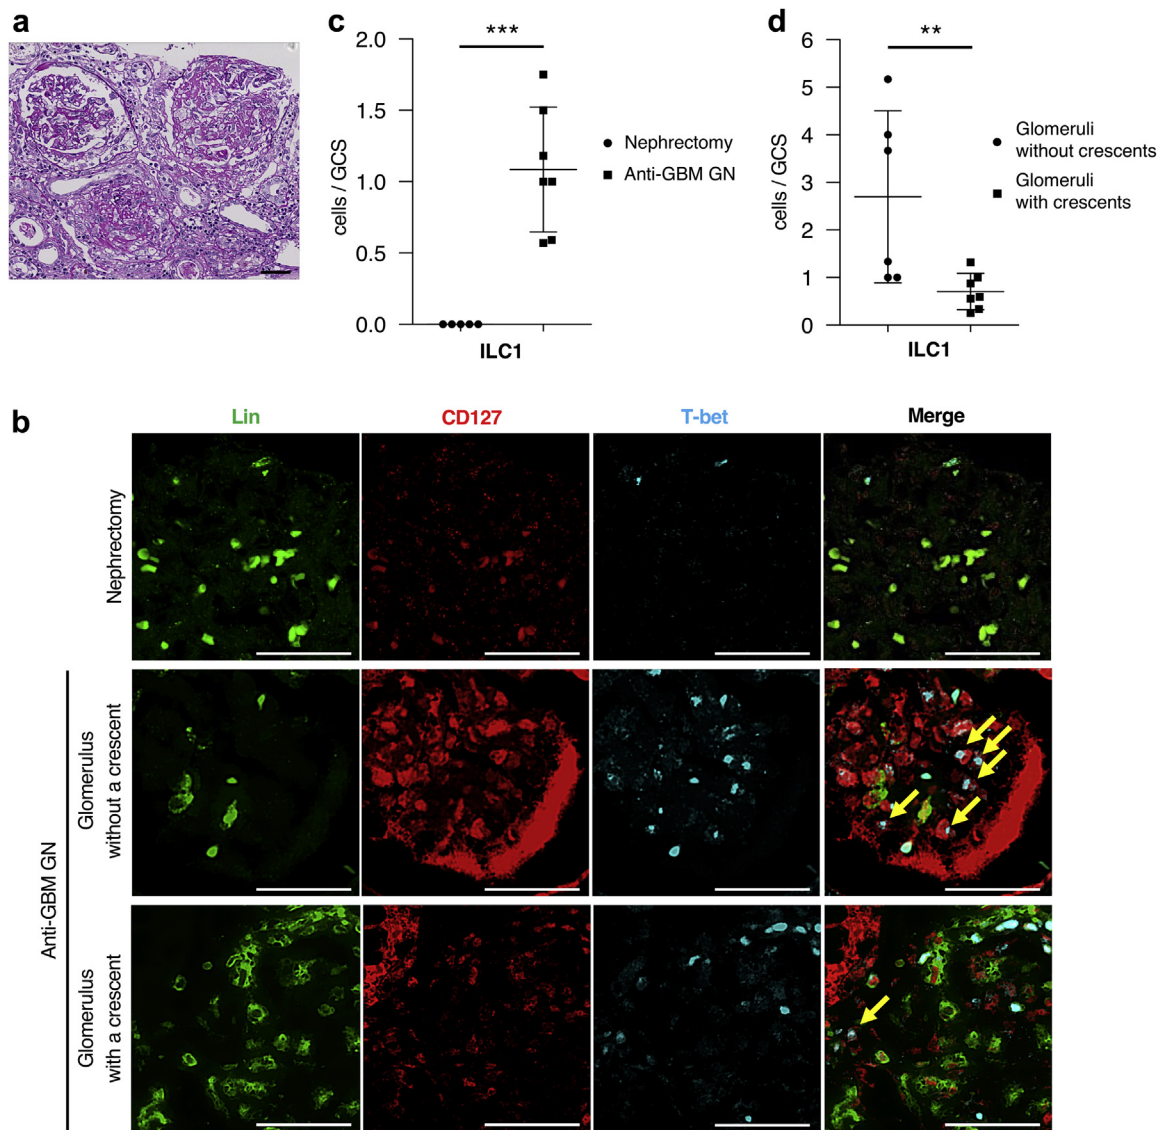 a
c
***
2.0
1.5
1.0
0.5
0.0
cells / GCS
ILC1
Nephrectomy
Anti-GBM GN
d
**
6
5
4
3
2
1
0
cells / GCS
ILC1
Glomeruli
without crescents
Glomeruli
with crescents
b
Lin
CD127
T-bet
Merge
Nephrectomy
Anti-GBM GN
Glomerulus
without a crescent
Glomerulus
with a crescent